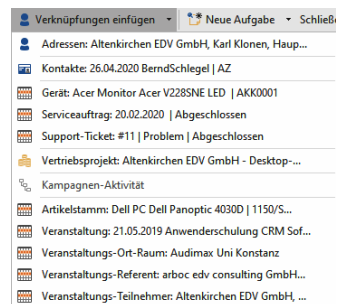 Verknüpfungen einfügen Neue Aufgabe Schließ
Adressen: Altenkirchen EDV GmbH, Karl Klonen, Haup...
Kontakte: 26.04.2020 BerndSchlegel | AZ
Gerät: Acer Monitor Acer V228SNE LED | AKK0001
Serviceauftrag: 20.02.2020 | Abgeschlossen
Support-Ticket: #11 | Problem | Abgeschlossen
Vertriebsprojekt: Altenkirchen EDV GmbH - Desktop-...
Kampagnen-Aktivität
Artikelstamm: Dell PC Dell Panoptic 4030D | 1150/S...
Veranstaltung: 21.05.2019 Anwenderschulung CRM Sof...
Veranstaltungs-Ort-Raum: Audimax Uni Konstanz
Veranstaltungs-Referent: arboc edv consulting GmbH...
Veranstaltungs-Teilnehmer: Altenkirchen EDV GmbH, ...